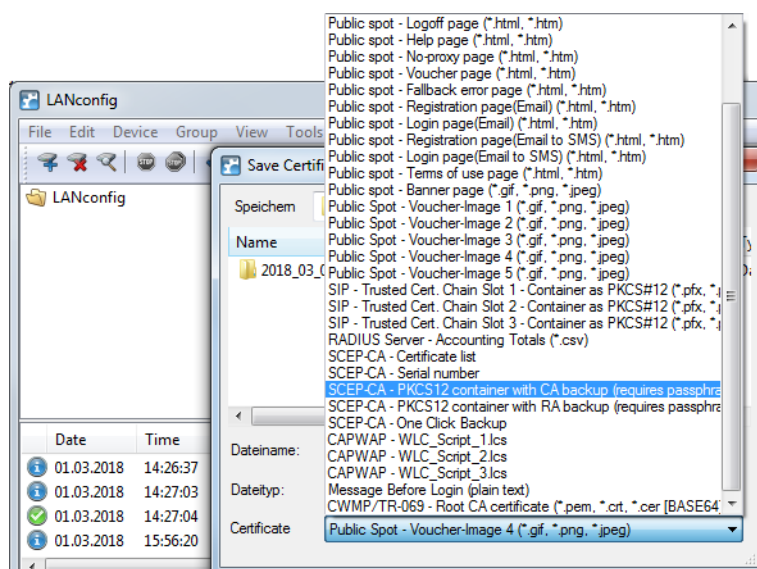 LANconfig
File Edit Device Group View Tools
LANconfig
Date Time
01.03.2018 14:26:37
01.03.2018 14:27:03
01.03.2018 14:27:04
01.03.2018 15:56:20
Save Certifi
Speichern
Name
2018_03_0
Dateiname:
Dateityp:
Certificate
Public Spot - Voucher-Image 4 (*.gif, *.png, *.jpeg)
Public spot - Logoff page (*.html, *.htm)
Public spot - Help page (*.html, *.htm)
Public spot - No-proxy page (*.html, *.htm)
Public spot - Voucher page (*.html, *.htm)
Public spot - Fallback error page (*.html, *.htm)
Public spot - Registration page(Email) (*.html, *.htm)
Public spot - Login page(Email) (*.html, *.htm)
Public spot - Registration page(Email to SMS) (*.html, *.htm)
Public spot - Login page(Email to SMS) (*.html, *.htm)
Public spot - Terms of use page (*.html, *.htm)
Public spot - Banner page (*.gif, *.png, *.jpeg)
Public Spot - Voucher-Image 1 (*.gif, *.png, *.jpeg)
Public Spot - Voucher-Image 2 (*.gif, *.png, *.jpeg)
Public Spot - Voucher-Image 3 (*.gif, *.png, *.jpeg)
Public Spot - Voucher-Image 4 (*.gif, *.png, *.jpeg)
Public Spot - Voucher-Image 5 (*.gif, *.png, *.jpeg)
SIP - Trusted Cert. Chain Slot 1 - Container as PKCS#12 (*.pfx, *.
SIP - Trusted Cert. Chain Slot 2 - Container as PKCS#12 (*.pfx, *.
SIP - Trusted Cert. Chain Slot 3 - Container as PKCS#12 (*.pfx, *.
RADIUS Server - Accounting Totals (*.csv)
SCEP-CA - Certificate list
SCEP-CA - Serial number
SCEP-CA - PKCS12 container with CA backup (requires passphra
SCEP-CA - PKCS12 container with RA backup (requires passphra
SCEP-CA - One Click Backup
CAPWAP - WLC_Script_1.lcs
CAPWAP - WLC_Script_2.lcs
CAPWAP - WLC_Script_3.lcs
Message Before Login (plain text)
CWMP/TR-069 - Root CA certificate (*.pem, *.crt, *.cer [BASE64]